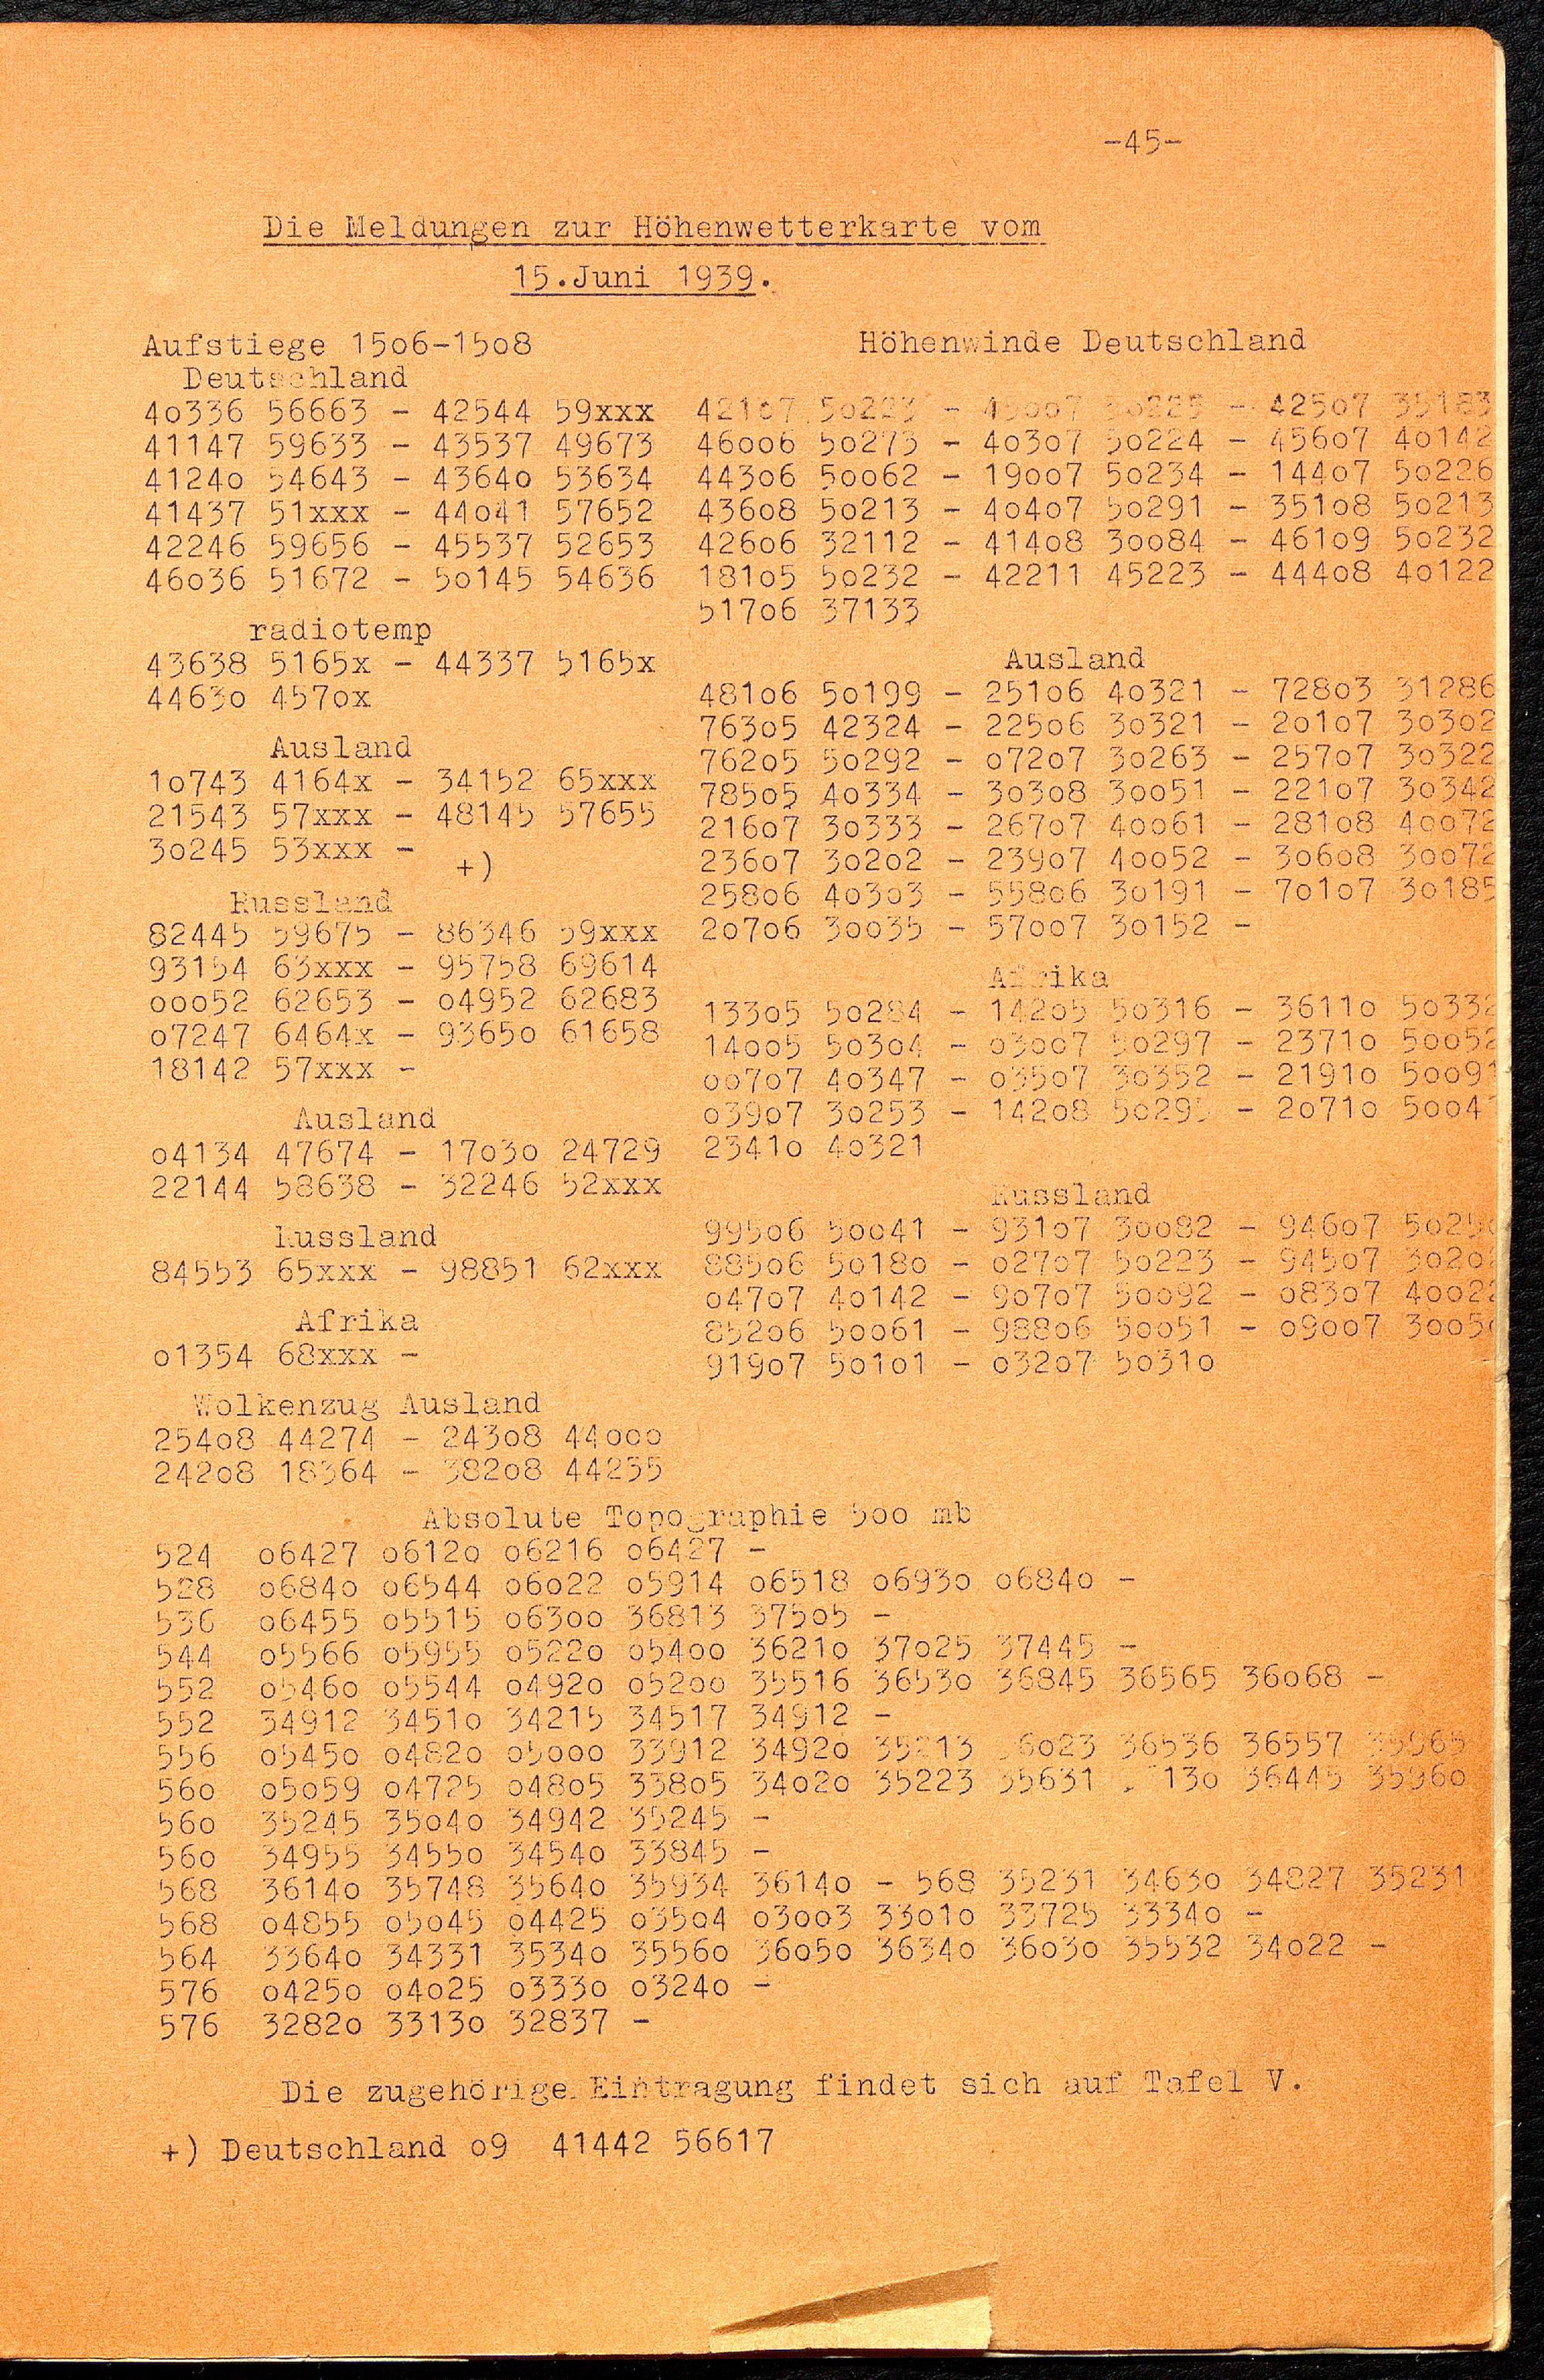 -45-
Die Meldungen zur Höhenwetterkarte vom
15.Juni 1939.
Aufstiege 15o6-15o8
Deutschland
4o336 56663 - 42544 59xxx
41147 59633 - 43537 49673
4124o 54643 - 4364o 53634
41437 51xxx - 44o41 57652
42246 59656 - 45537 52653
46o36 51672 - 5o145 54636
radiotemp
43638 5165x - 44337 5165x
4463o 457ox
Ausland
1o743 4164x - 34152 65xxx
21543 57xxx - 48145 57655
3o245 53xxx -
+)
Russland
82445 59675 - 86346 59xxx
93154 63xxx - 95758 69614
ooo52 62653 - o4952 62683
o7247 6464x - 9365o 61658
18142 57xxx -
Ausland
o4134 47674 - 17o3o 24729
22144 58638 - 32246 52xxx
Russland
84553 65xxx - 98851 62xxx
Afrika
o1354 68xxx -
Wolkenzug Ausland
254o8 44274 - 243o8 44ooo
242o8 18364 - 382o8 44235
Höhenwinde Deutschland
421o7 5o223 - - 425o7 35183
46oo6 5o273 - 4o3o7 5o224 - 456o7 4o142
443o6 5oo62 - 19oo7 5o234 - 144o7 5o226
436o8 5o213 - 4o4o7 5o291 - 351o8 5o213
426o6 32112 - 414o8 3oo84 - 461o9 5o232
181o5 5o232 - 42211 45223 - 444o8 4o122
517o6 37133
Ausland
481o6 5o199 - 251o6 4o321 - 728o3 31286
763o5 42324 - 225o6 3o321 - 2o1o7 3o3o2
762o5 5o292 - o72o7 3o263 - 257o7 3o322
785o5 4o334 - 3o3o8 3oo51 - 221o7 3o342
216o7 3o333 - 267o7 4oo61 - 281o8 4oo72
236o7 3o2o2 - 239o7 4oo52 - 3o6o8 3oo72
258o6 4o3o3 - 558o6 3o191 - 7o1o7 3o185
2o7o6 3oo35 - 57oo7 3o152 -
Afrika
133o5 5o284 - 142o5 5o316 - 3611o 5o332
14oo5 5o3o4 - o3oo7 5o297 - 2371o 5oo52
oo7o7 4o347 - o35o7 3o352 - 2191o
o39o7 3o253 - 142o8 - 2o71o
2341o 4o321
Russland
995o6 5oo41 - 931o7 3oo82 - 946o7
885o6 5o18o - o27o7 5o223 - 945o7
o47o7 4o142 - 9o7o7 5oo92 - o83o7 4oo22
852o6 5oo61 - 988o6 5oo51 - o9oo7
919o7 5o1o1 - o32o7 5o31o
Absolute Topographie 5oo mb
524 o6427 o612o o6216 o6427 -
528 o684o o6544 o6o22 o5914 o6518 o693o o684o -
536 o6455 o5515 o63oo 36813 375o5 -
544 o5566 o5955 o522o o54oo 3621o 37o25 37445 -
552 o546o o5544 o492o o52oo 35516 3653o 36845 36565 36o68 -
552 34912 3451o 34215 34517 34912 -
556 o545o o482o o5ooo 33912 3492o 35213 36536 36557 35965
56o o5o59 o4725 o48o5 338o5 34o2o 35223 35631 36445 3596o
56o 35245 35o4o 34942 35245 -
56o 34955 3455o 3454o 33845 -
568 3614o 35748 3564o 35934 3614o - 568 35231 3463o 34827 35231
568 o4855 o5o45 o4425 o35o4 o3oo3 33o1o 33725 3334o -
564 3364o 34331 3534o 3556o 36o5o 3634o 36o3o 35532 34o22 -
576 o425o o4o25 o333o o324o -
576 3282o 3313o 32837 -
Die zugehörige Eintragung findet sich auf Tafel V.
+) Deutschland o9 41442 56617